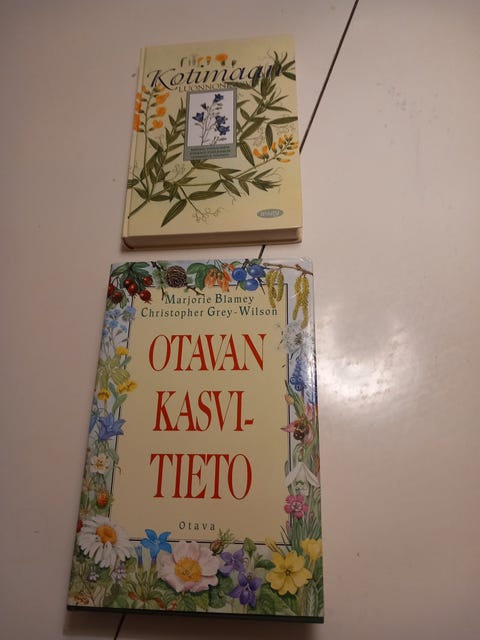 Kotimaan
LUONNON
Marjorie Blamey
Christopher Grey-Wilson
OTAVAN
KASVI-
TIETO
Otava